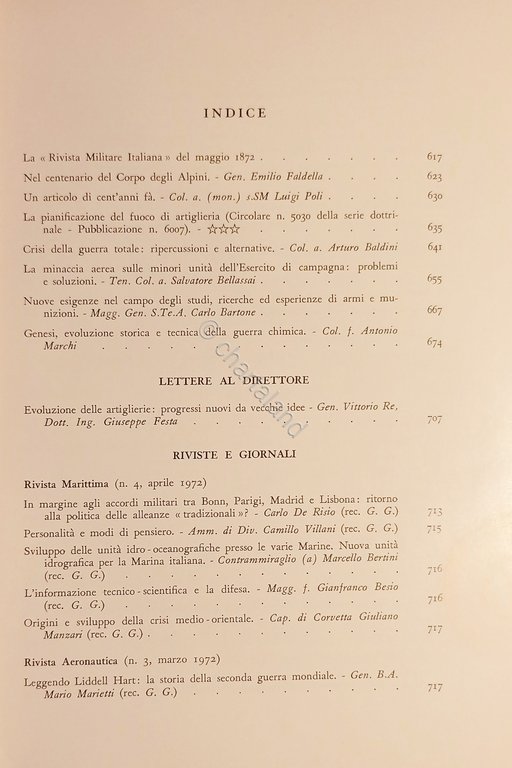 INDICE
La « Rivista Militare Italiana » del maggio 1872 . . . . . . . 617
Nel centenario del Corpo degli Alpini. - Gen. Emilio Faldella . . . . 623
Un articolo di cent'anni fà. - Col. a. (mon.) s.SM Luigi Poli . . . . 630
La pianificazione del fuoco di artiglieria (Circolare n. 5030 della serie dottri-
nale - Pubblicazione n. 6007). - ☆☆☆ . . . . . . . 635
Crisi della guerra totale: ripercussioni e alternative. - Col. a. Arturo Baldini 641
La minaccia aerea sulle minori unità dell'Esercito di campagna: problemi
e soluzioni. - Ten. Col. a. Salvatore Bellassai . . . . . . . 655
Nuove esigenze nel campo degli studi, ricerche ed esperienze di armi e mu-
nizioni. - Magg. Gen. S.Te.A. Carlo Bartone . . . . . . . 667
Genesi, evoluzione storica e tecnica della guerra chimica. - Col. f. Antonio
Marchi . . . . . . . . . . . . . 674
LETTERE AL DIRETTORE
Evoluzione delle artiglierie: progressi nuovi da vecchie idee - Gen. Vittorio Re,
Dott. Ing. Giuseppe Festa . . . . . . . . . . 707
RIVISTE E GIORNALI
Rivista Marittima (n. 4, aprile 1972)
In margine agli accordi militari tra Bonn, Parigi, Madrid e Lisbona: ritorno
alla politica delle alleanze « tradizionali »? - Carlo De Risio (rec. G. G.) 713
Personalità e modi di pensiero. - Amm. di Div. Camillo Villani (rec. G. G.) 715
Sviluppo delle unità idro-oceanografiche presso le varie Marine. Nuova unità
idrografica per la Marina italiana. - Contrammiraglio (a) Marcello Bertini
(rec. G. G.) . . . . . . . . . . . . 716
L'informazione tecnico-scientifica e la difesa. - Magg. f. Gianfranco Besio
(rec. G. G.) . . . . . . . . . . . . 716
Origini e sviluppo della crisi medio-orientale. - Cap. di Corvetta Giuliano
Manzari (rec. G. G.) . . . . . . . . . . . 717
Rivista Aeronautica (n. 3, marzo 1972)
Leggendo Liddell Hart: la storia della seconda guerra mondiale. - Gen. B.A.
Mario Marietti (rec. G. G.) . . . . . . . . . . 717
© chartaland